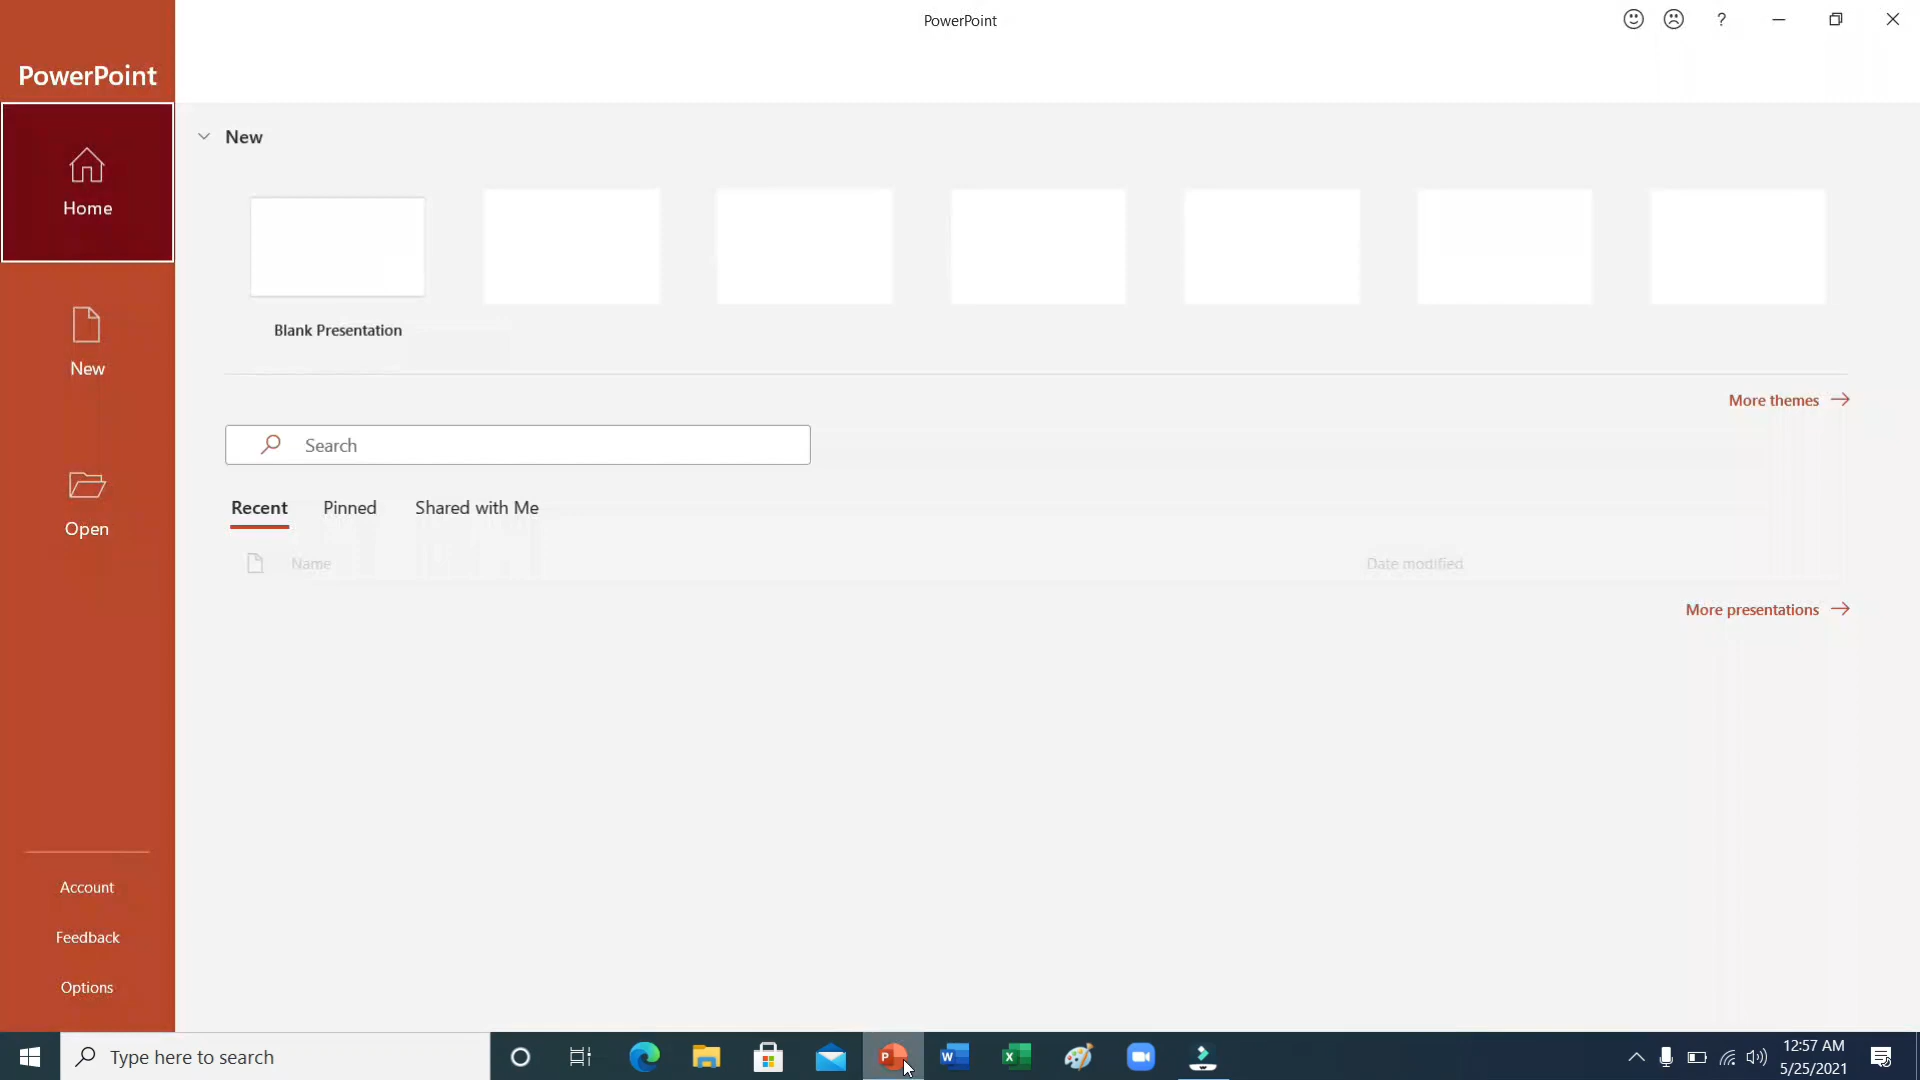 PowerPoint
?
PowerPoint
New
Home
Blank Presentation
New
More themes
Search
Recent Pinned Shared with Me
Open
Name Date modified
More presentations
Account
Feedback
Options
Type here to search
12:57 AM
5/25/2021